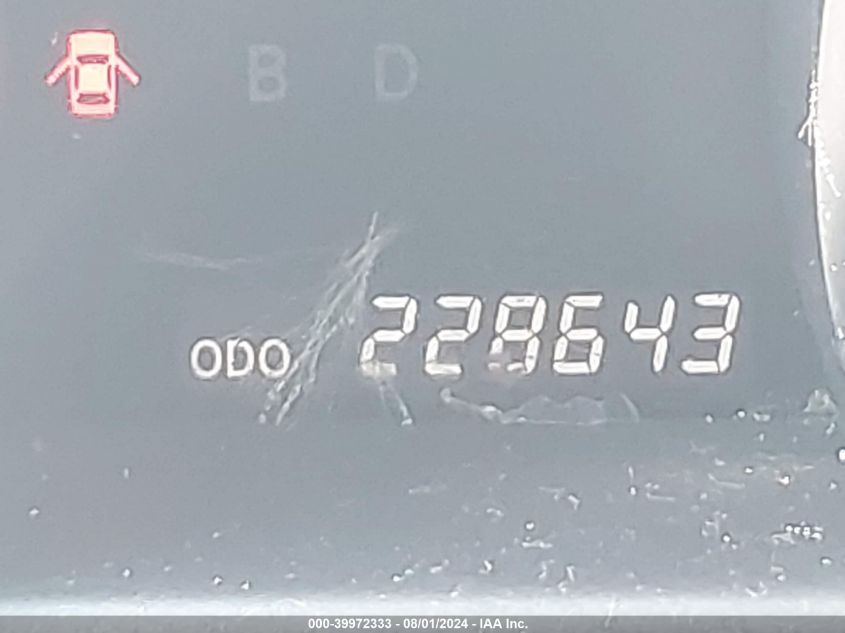 B D
ODO 228643
000-39972333 - 08/01/2024 - IAA Inc.